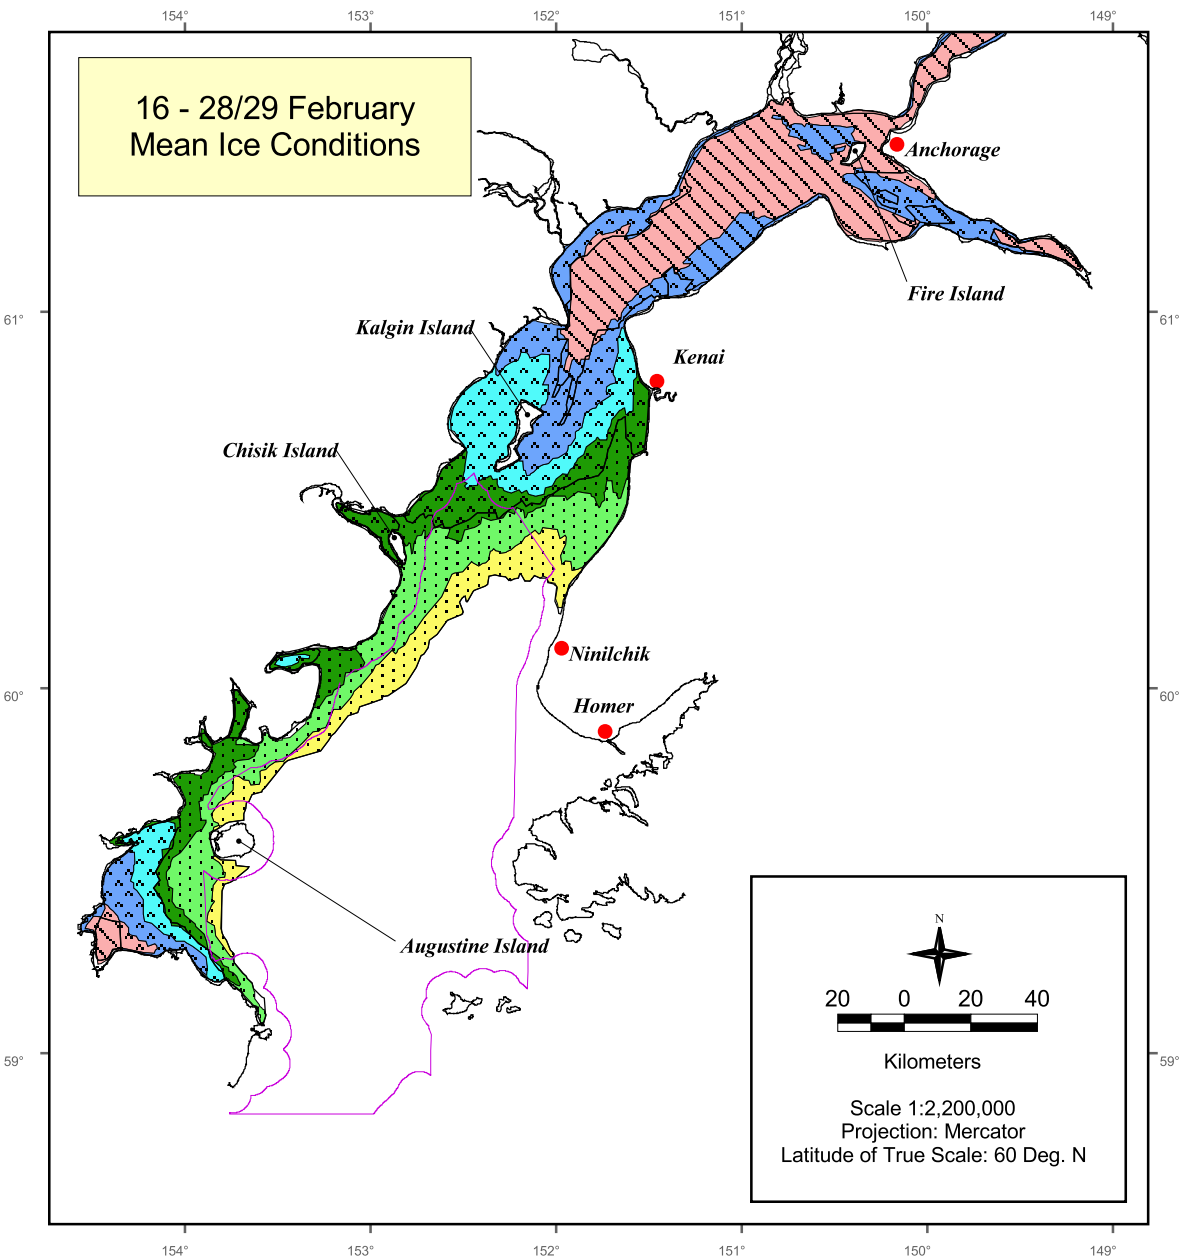 154°
153°
152°
151°
150°
149°
16 - 28/29 February
Mean Ice Conditions
Anchorage
Fire Island
61°
61°
Kalgin Island
Kenai
Chisik Island
Ninilchik
60°
60°
Homer
Augustine Island
N
20 0 20 40
Kilometers
59°
59°
Scale 1:2,200,000
Projection: Mercator
Latitude of True Scale: 60 Deg. N
154°
153°
152°
151°
150°
149°